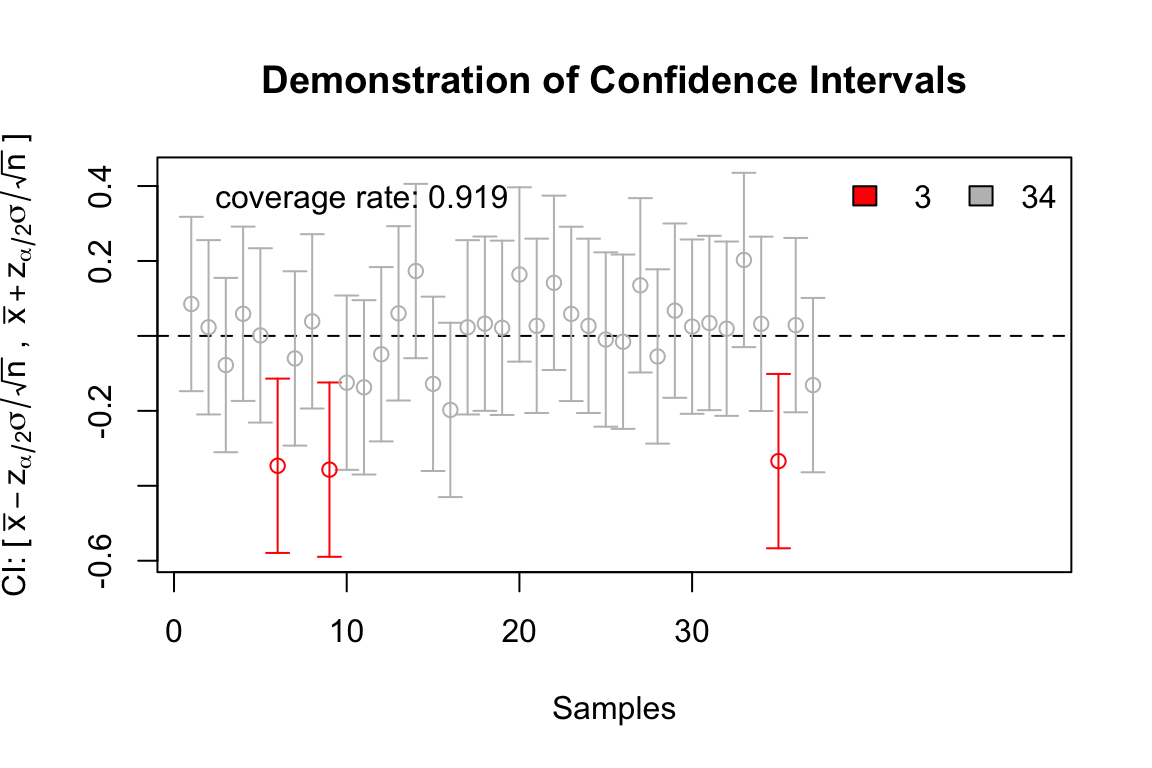 Demonstration of Confidence Intervals
CI: [ x̅ − zα/2σ/√n , x̅ + zα/2σ/√n ]
0.4
0.2
-0.2
-0.6
coverage rate: 0.919
3 34
0 10 20 30
Samples